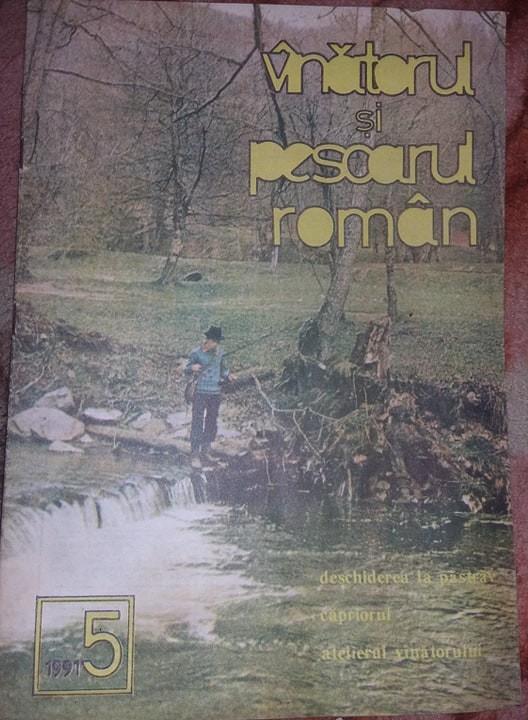 vînătorul
și
pescarul
român
deschiderea la păstrăv
căpriorul
atelierul vînătorului
1991 5